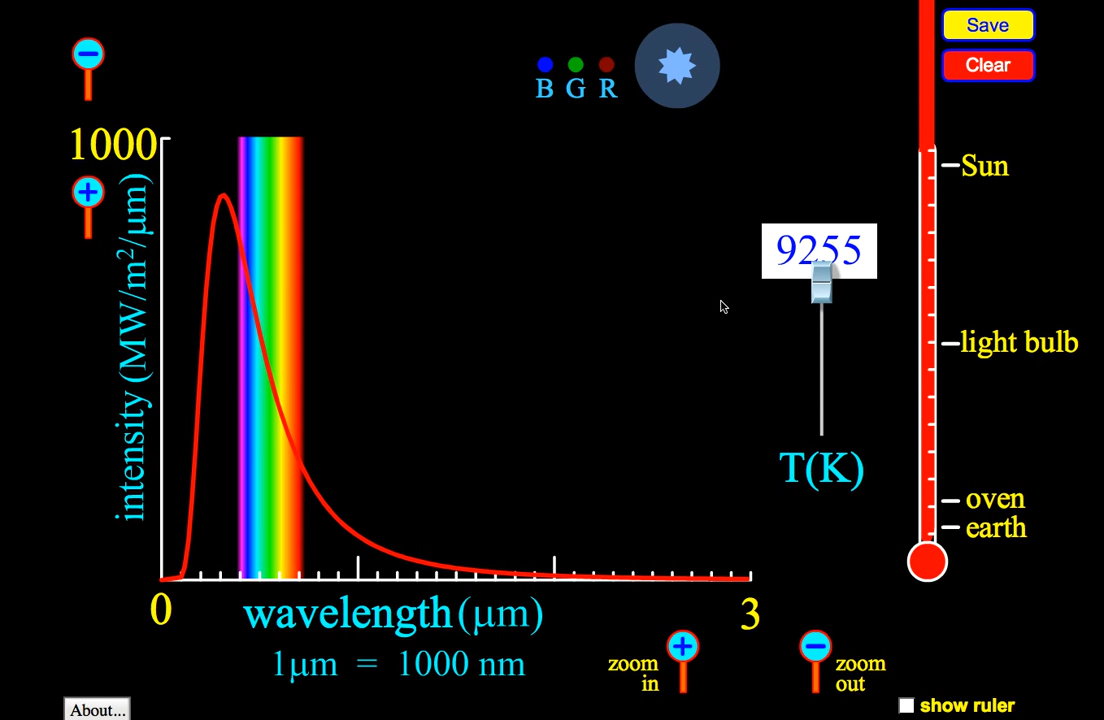 Save
Clear
B G R
1000
intensity (MW/m²/μm)
Sun
9255
light bulb
T(K)
oven
earth
0
wavelength (μm)
3
1μm = 1000 nm
zoom
in
zoom
out
About...
show ruler